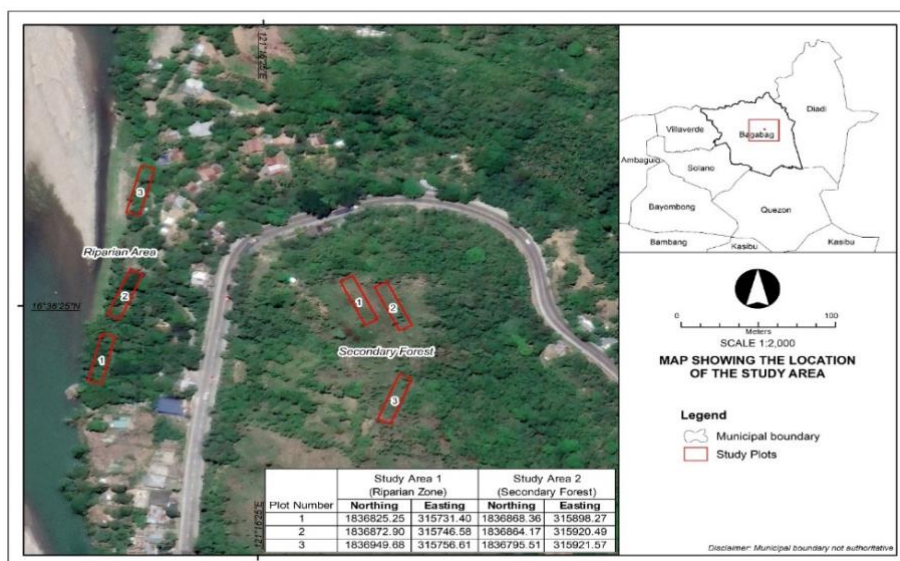 121°16'25"E
3
Riparian Area
16°36'25"N
2
1
1
2
Secondary Forest
3
121°16'25"E
Study Area 1 Study Area 2
(Riparian Zone) (Secondary Forest)
Plot Number Northing Easting Northing Easting
1 1836825.25 315731.40 1836868.36 315898.27
2 1836872.90 315746.58 1836864.17 315920.49
3 1836949.68 315756.61 1836795.51 315921.57
Diadi
Villaverde
Bagabag
Ambaguio
Solano
Bayombong
Quezon
Bambang
Kasibu
Kasibu
0 100
Meters
SCALE 1:2,000
MAP SHOWING THE LOCATION
OF THE STUDY AREA
Legend
Municipal boundary
Study Plots
Disclaimer: Municipal boundary not authoritative